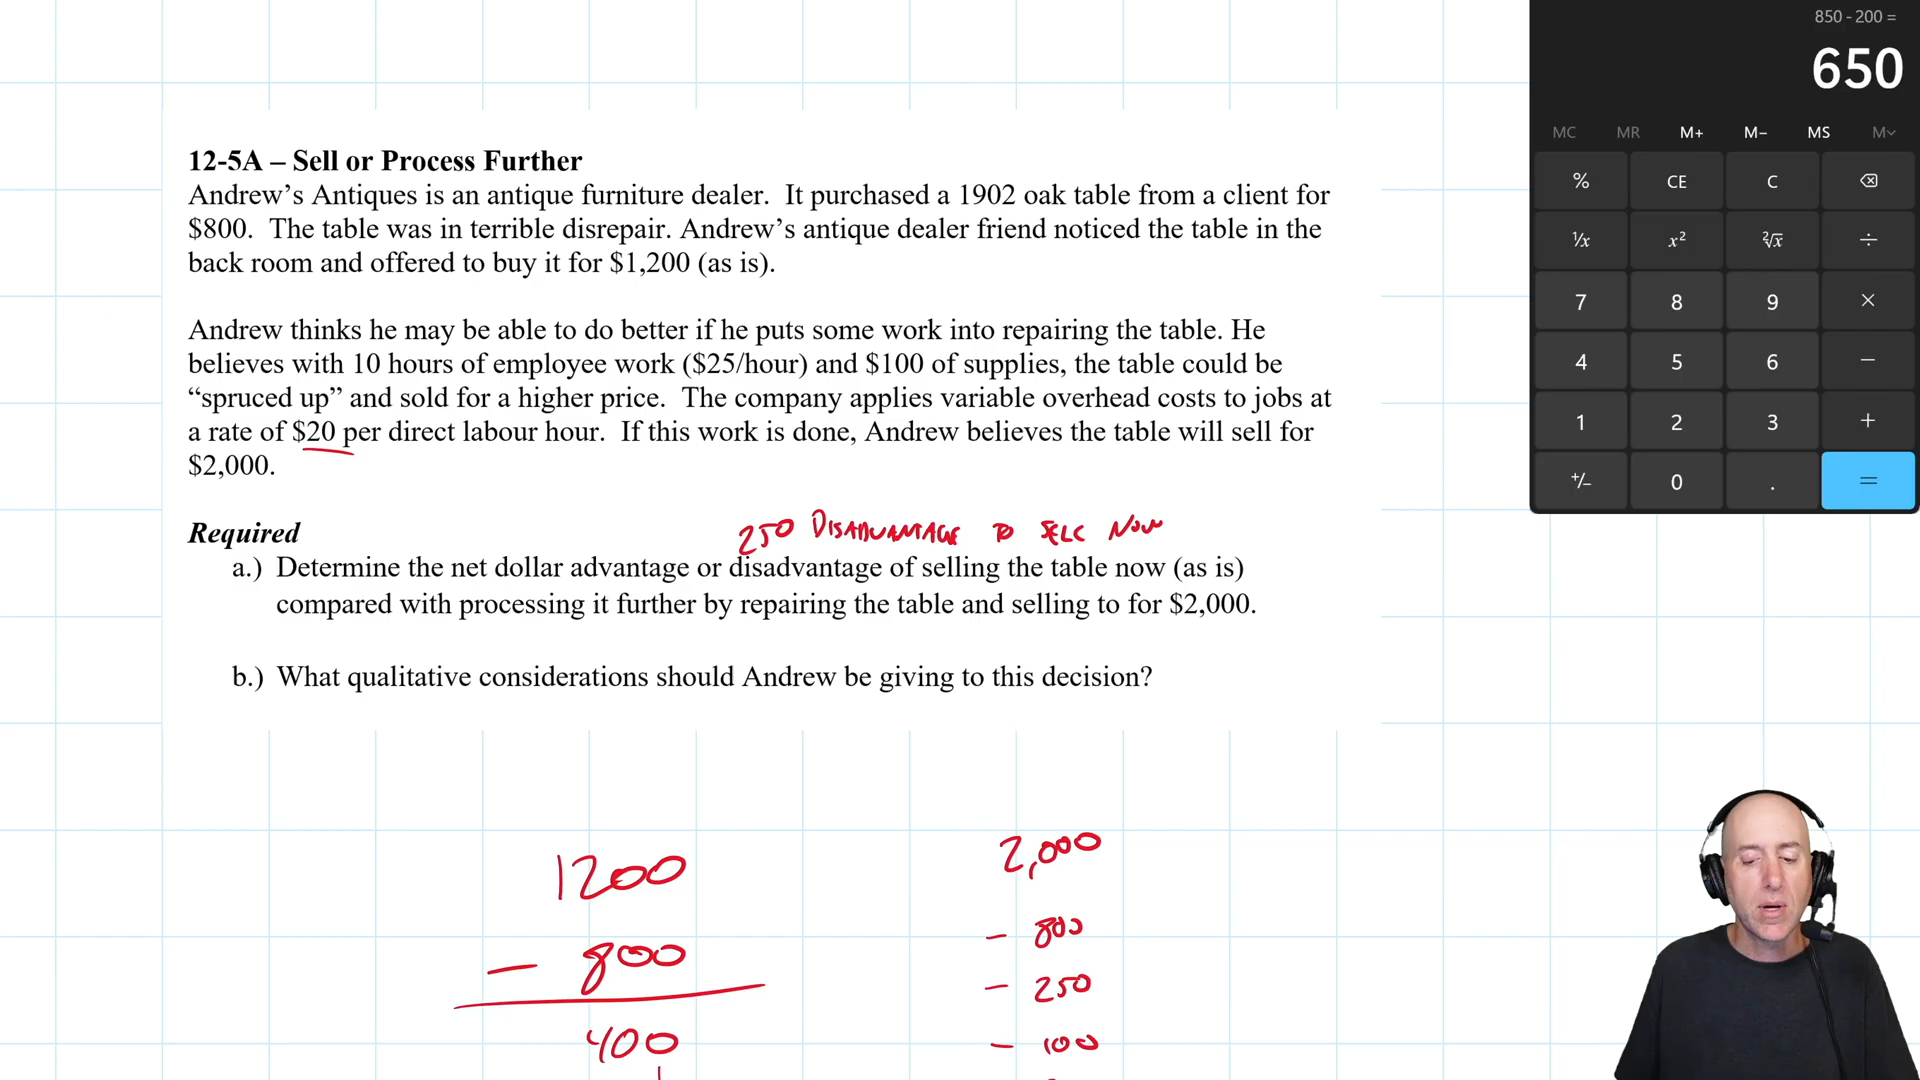 12-5A – Sell or Process Further
Andrew’s Antiques is an antique furniture dealer.  It purchased a 1902 oak table from a client for
$800.  The table was in terrible disrepair. Andrew’s antique dealer friend noticed the table in the
back room and offered to buy it for $1,200 (as is).
Andrew thinks he may be able to do better if he puts some work into repairing the table. He
believes with 10 hours of employee work ($25/hour) and $100 of supplies, the table could be
“spruced up” and sold for a higher price.  The company applies variable overhead costs to jobs at
a rate of $20 per direct labour hour.  If this work is done, Andrew believes the table will sell for
$2,000.
Required
250 DISADVANTAGE TO SELL NOW
a.) Determine the net dollar advantage or disadvantage of selling the table now (as is)
compared with processing it further by repairing the table and selling to for $2,000.
b.) What qualitative considerations should Andrew be giving to this decision?
1200
- 800
400
2,000
- 800
- 250
- 100
850 - 200 =
650
MC MR M+ M- MS M˅
% CE C ⌫
¹/x x² ²√x ÷
7 8 9 ×
4 5 6 −
1 2 3 +
+/− 0 . =